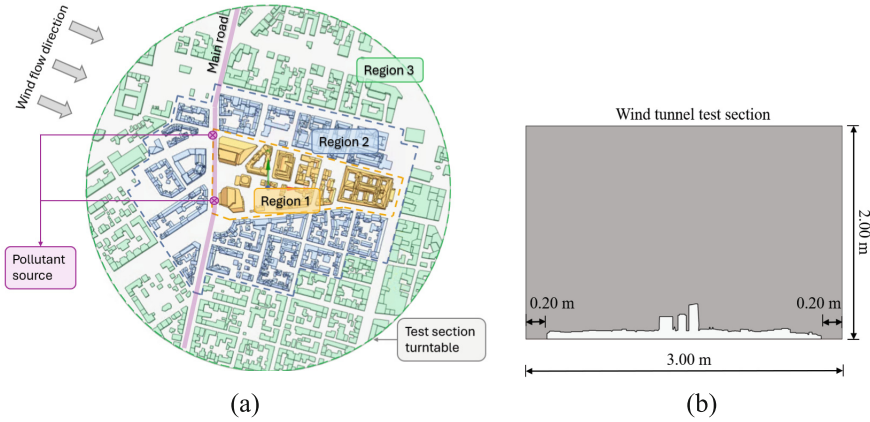 Wind flow direction
Main road
Region 3
Region 2
Region 1
Pollutant
source
Test section
turntable
(a)
Wind tunnel test section
0.20 m
0.20 m
2.00 m
3.00 m
(b)